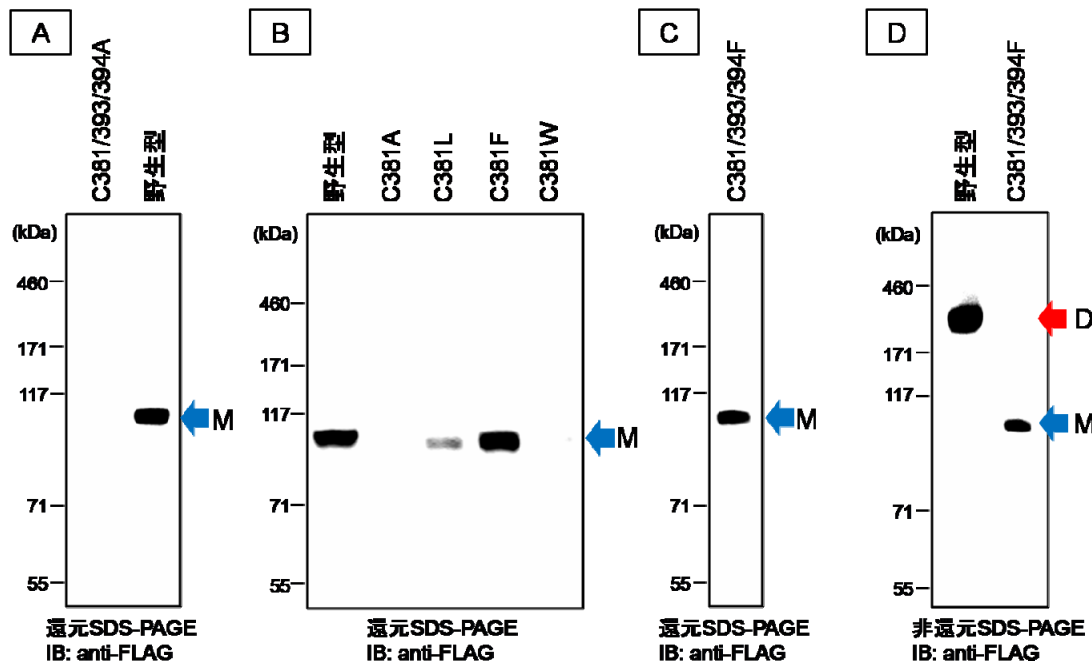 A
C381/393/394A
野生型
(kDa)
460
171
117
71
55
M
還元SDS-PAGE
IB: anti-FLAG
B
野生型
C381A
C381L
C381F
C381W
(kDa)
460
171
117
71
55
M
還元SDS-PAGE
IB: anti-FLAG
C
C381/393/394F
(kDa)
460
171
117
71
55
M
還元SDS-PAGE
IB: anti-FLAG
D
野生型
C381/393/394F
(kDa)
460
171
117
71
55
D
M
非還元SDS-PAGE
IB: anti-FLAG